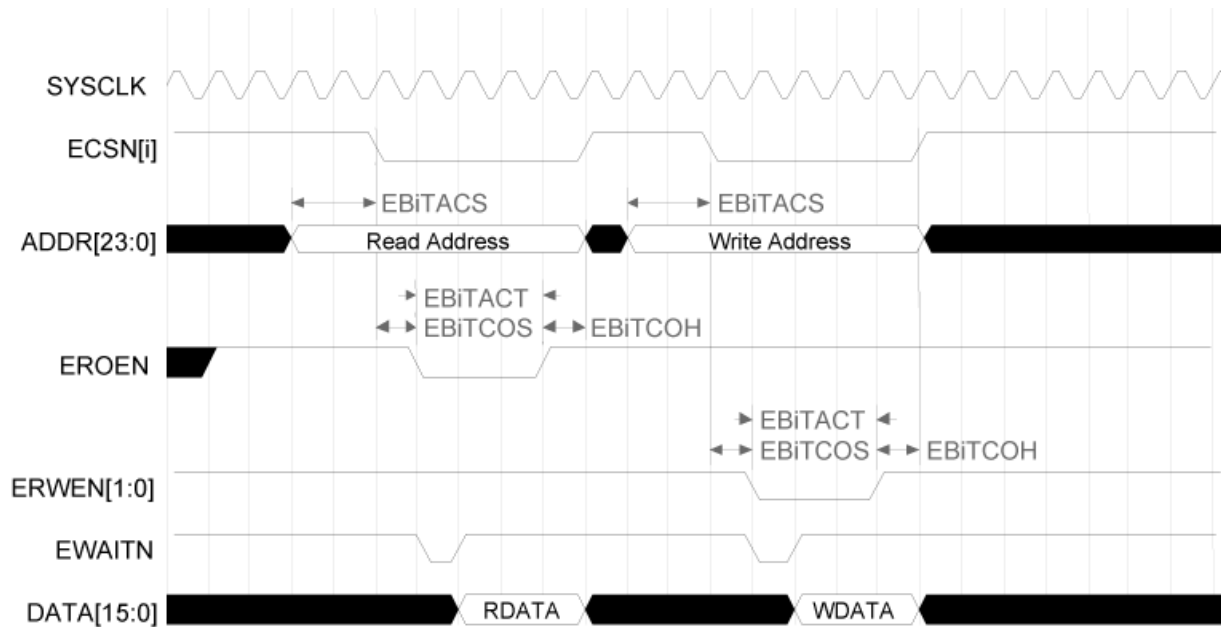 SYSCLK
ECSN[i]
EBiTACS EBiTACS
ADDR[23:0] Read Address Write Address
EBiTACT
EBiTCOS EBiTCOH
EROEN
EBiTACT
EBiTCOS EBiTCOH
ERWEN[1:0]
EWAITN
DATA[15:0] RDATA WDATA